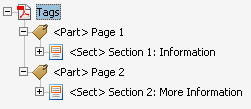 Tags
<Part> Page 1
<Sect> Section 1: Information
<Part> Page 2
<Sect> Section 2: More Information